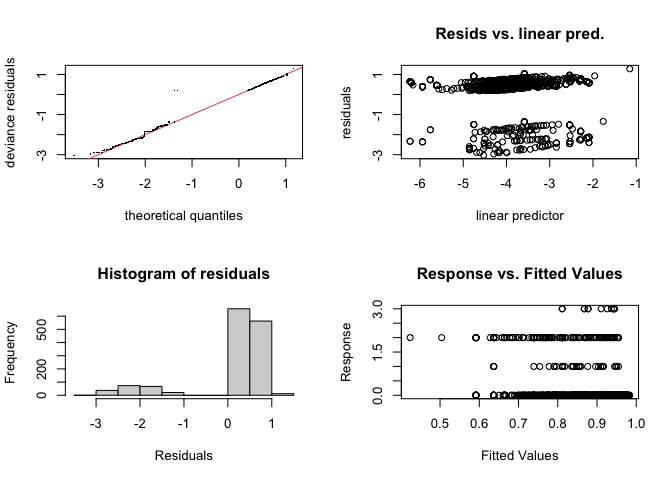 deviance residuals
1
-1
-3
-3 -2 -1 0 1
theoretical quantiles
Resids vs. linear pred.
residuals
1
-1
-3
-6 -5 -4 -3 -2 -1
linear predictor
Histogram of residuals
Frequency
500
200
0
-3 -2 -1 0 1
Residuals
Response vs. Fitted Values
Response
3.0
1.5
0.0
0.5 0.6 0.7 0.8 0.9 1.0
Fitted Values